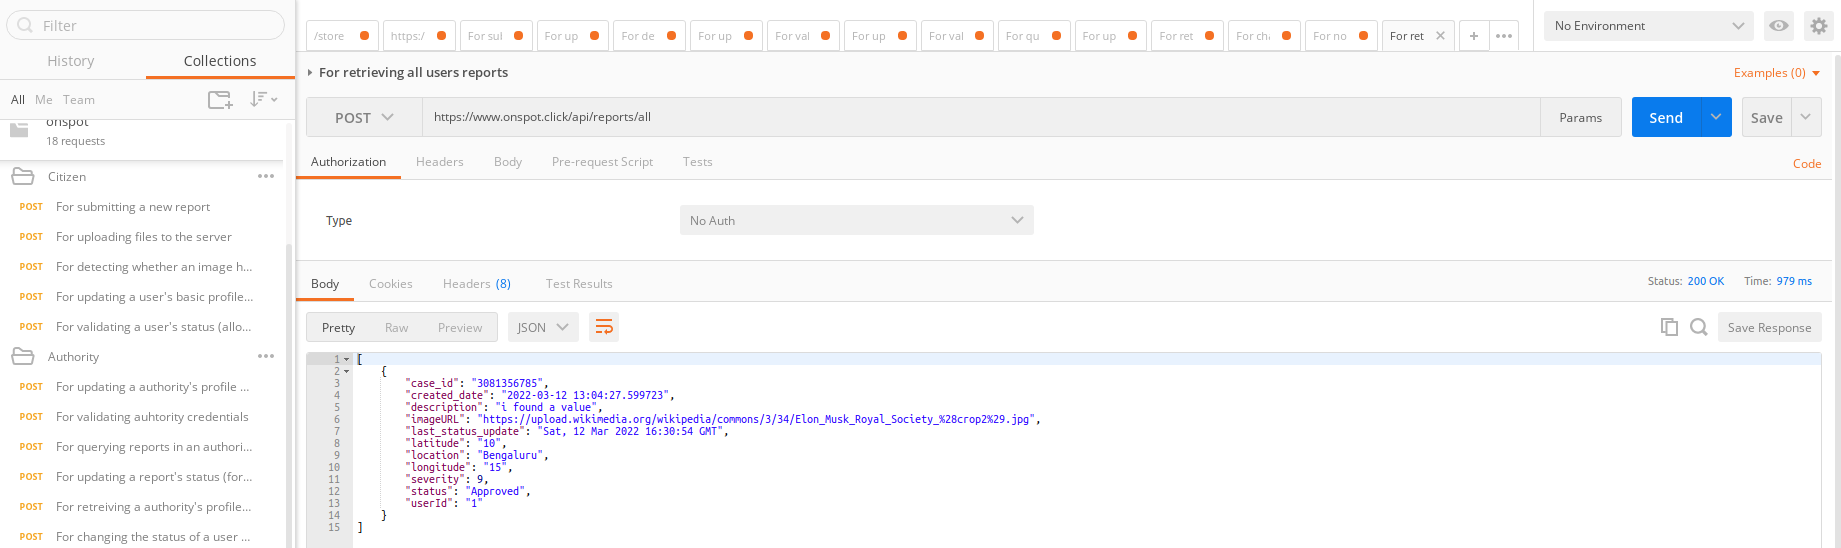 Filter
History Collections
All Me Team
onspot
18 requests
Citizen
POST For submitting a new report
POST For uploading files to the server
POST For detecting whether an image h...
POST For updating a user's basic profile...
POST For validating a user's status (allo...
Authority
POST For updating a authority's profile ...
POST For validating auhtority credentials
POST For querying reports in an authori...
POST For updating a report's status (for...
POST For retreiving a authority's profile...
POST For changing the status of a user ...
/store https:/ For sul For up For de For up For val For up For val For qu For up For ret For ch For no For ret
No Environment
For retrieving all users reports
Examples (0)
POST https://www.onspot.click/api/reports/all Params Send Save
Authorization Headers Body Pre-request Script Tests Code
Type No Auth
Body Cookies Headers (8) Test Results Status: 200 OK Time: 979 ms
Pretty Raw Preview JSON Save Response
1 [
2 {
3 "case_id": "3081356785",
4 "created_date": "2022-03-12 13:04:27.599723",
5 "description": "i found a value",
6 "imageURL": "https://upload.wikimedia.org/wikipedia/commons/3/34/Elon_Musk_Royal_Society_%28crop2%29.jpg",
7 "last_status_update": "Sat, 12 Mar 2022 16:30:54 GMT",
8 "latitude": "10",
9 "location": "Bengaluru",
10 "longitude": "15",
11 "severity": 9,
12 "status": "Approved",
13 "userId": "1"
14 }
15 ]